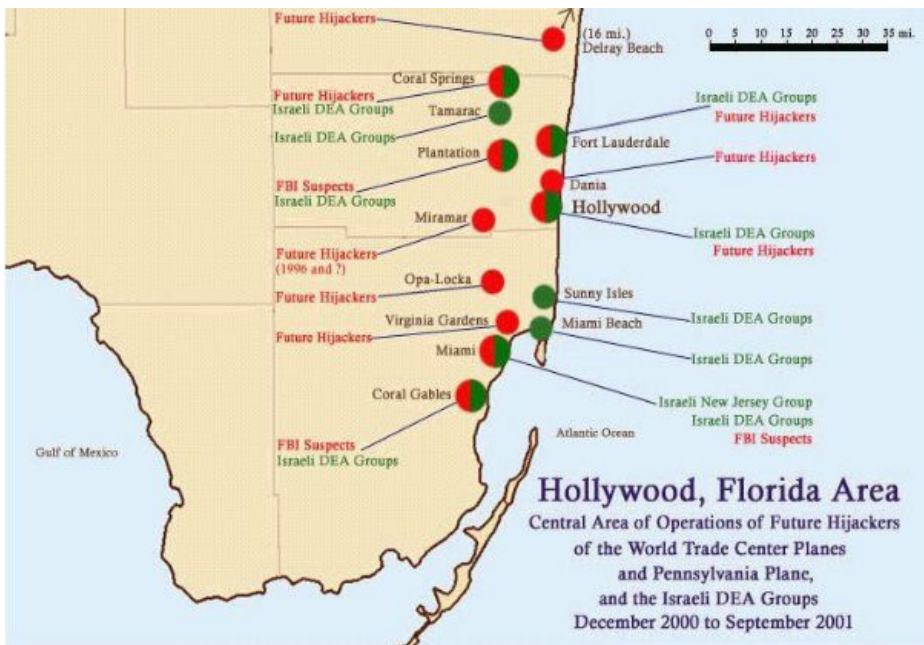 Future Hijackers
(16 mi.)
Delray Beach
0 5 10 15 20 25 30 35 mi.
Coral Springs
Future Hijackers
Israeli DEA Groups
Tamarac
Israeli DEA Groups
Israeli DEA Groups
Future Hijackers
Fort Lauderdale
Plantation
Future Hijackers
Dania
FBI Suspects
Israeli DEA Groups
Hollywood
Miramar
Israeli DEA Groups
Future Hijackers
Future Hijackers
(1996 and ?)
Opa-Locka
Future Hijackers
Sunny Isles
Israeli DEA Groups
Virginia Gardens
Future Hijackers
Miami Beach
Israeli DEA Groups
Miami
Israeli New Jersey Group
Israeli DEA Groups
FBI Suspects
Coral Gables
FBI Suspects
Israeli DEA Groups
Gulf of Mexico
Atlantic Ocean
Hollywood, Florida Area
Central Area of Operations of Future Hijackers
of the World Trade Center Planes
and Pennsylvania Plane,
and the Israeli DEA Groups
December 2000 to September 2001